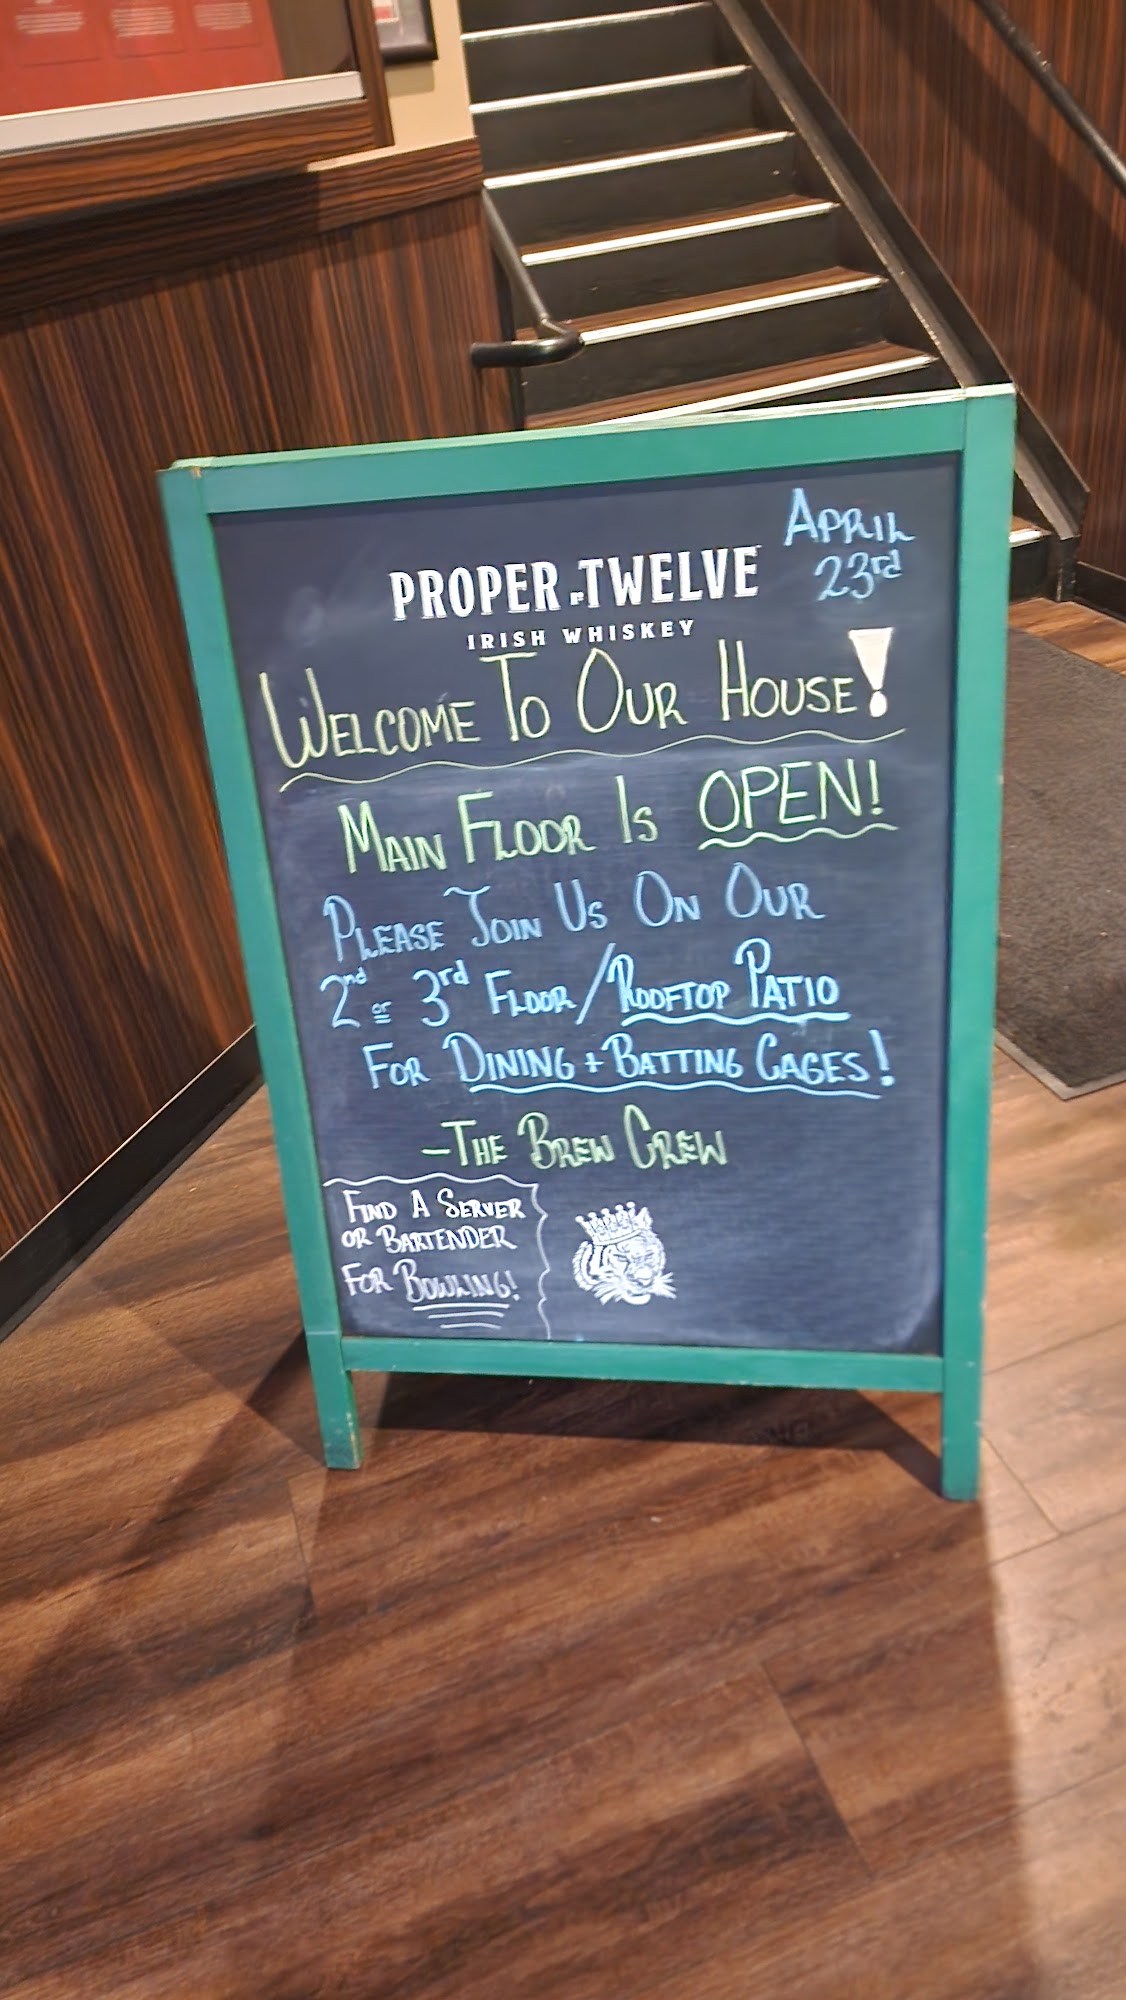 April
23rd
PROPER No. TWELVE
IRISH WHISKEY
WELCOME TO OUR HOUSE!
MAIN FLOOR IS OPEN!
PLEASE JOIN US ON OUR
2nd or 3rd FLOOR/ROOFTOP PATIO
FOR DINING + BATTING CAGES!
-THE BREW CREW
FIND A SERVER
OR BARTENDER
FOR BOWLING!